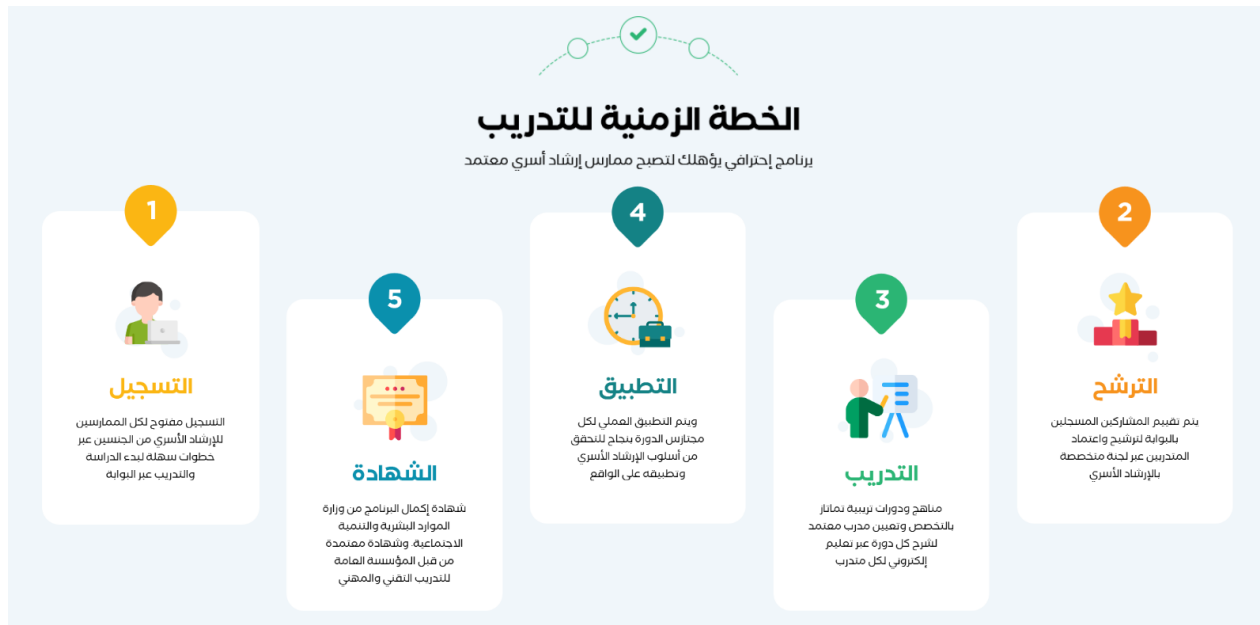 الخطة الزمنية للتدريب
يرنامج إحترافي يؤهلك لتصبح ممارس إرشاد أسري معتمد
1
التسجيل
التسجيل مفتوح لكل الممارسين
للإرشاد الأسري من الجنسين عبر
خطوات سهلة لبدء الدراسة
والتدريب عبر البوابة
2
الترشح
يتم تقييم المشاركين المسجلين
بالبوابة لترشيح واعتماد
المتدربين عبر لجنة متخصصة
بالإرشاد الأسري
3
التدريب
مناهج ودورات تريبية تماتاز
بالتخصص وتعيين مدرب معتمد
لشرح كل دورة عبر تعليم
إلكتروني لكل متدرب
4
التطبيق
ويتم التطبيق العملي لكل
مجتازس الدورة بنجاح للتحقق
من أسلوب الإرشاد الأسري
وتطبيقه على الواقع
5
الشهادة
شهادة إكمال البرنامج من وزارة
الموارد البشرية والتنمية
الاجتماعية، وشهادة معتمدة
من قبل المؤسسة العامة
للتدريب التقني والمهني